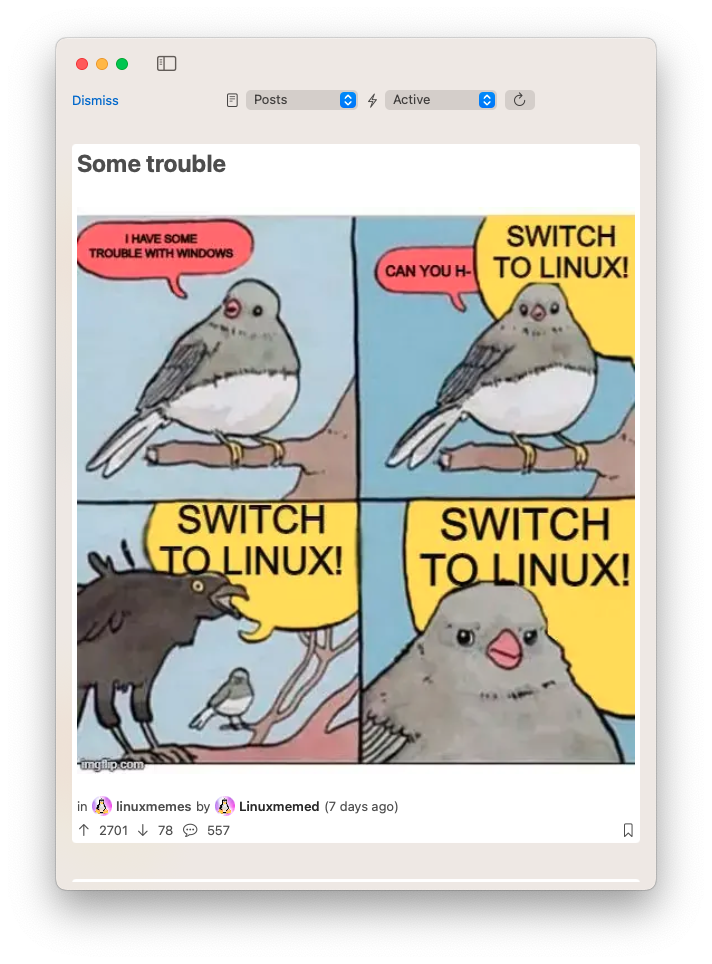 Dismiss
Posts
Active
Some trouble
I HAVE SOME
TROUBLE WITH WINDOWS
CAN YOU H-
SWITCH
TO LINUX!
SWITCH
TO LINUX!
SWITCH
TO LINUX!
imgflip.com
in linuxmemes by Linuxmemed (7 days ago)
2701 78 557